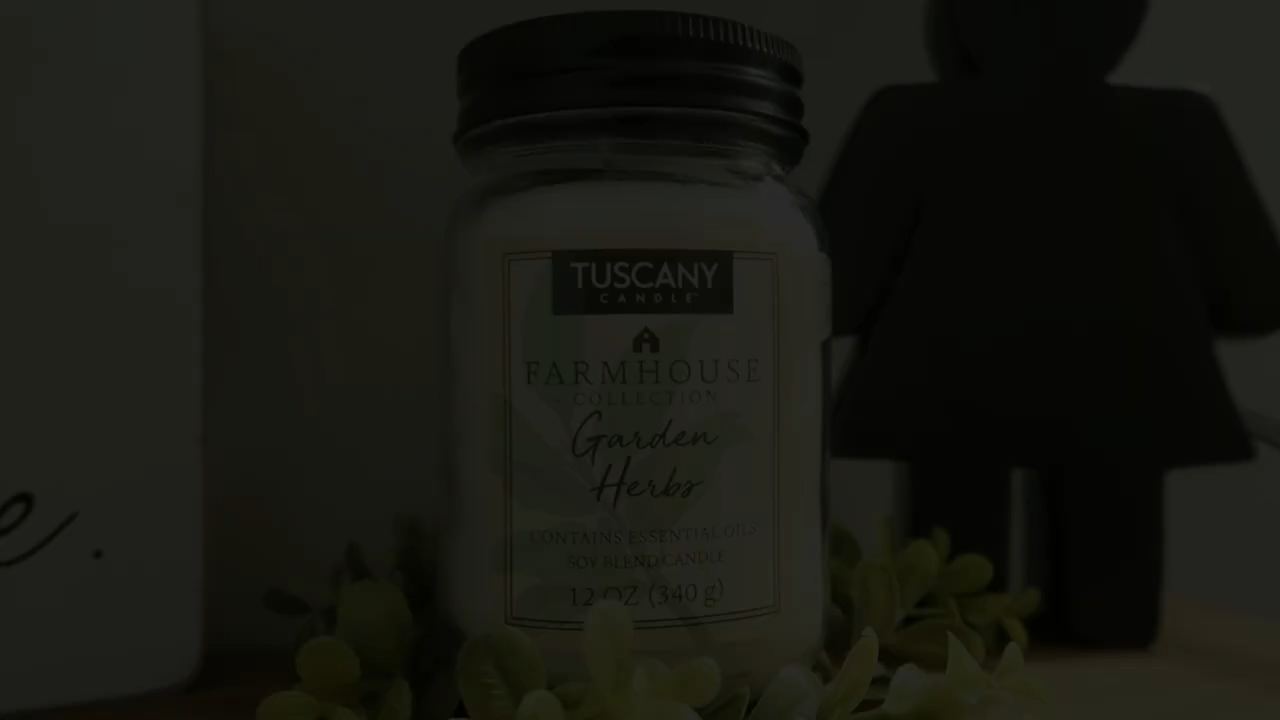 TUSCANY
CANDLE
FARMHOUSE
COLLECTION
Garden
Herbs
CONTAINS ESSENTIAL OILS
SOY BLEND CANDLE
12 OZ (340 g)
e.